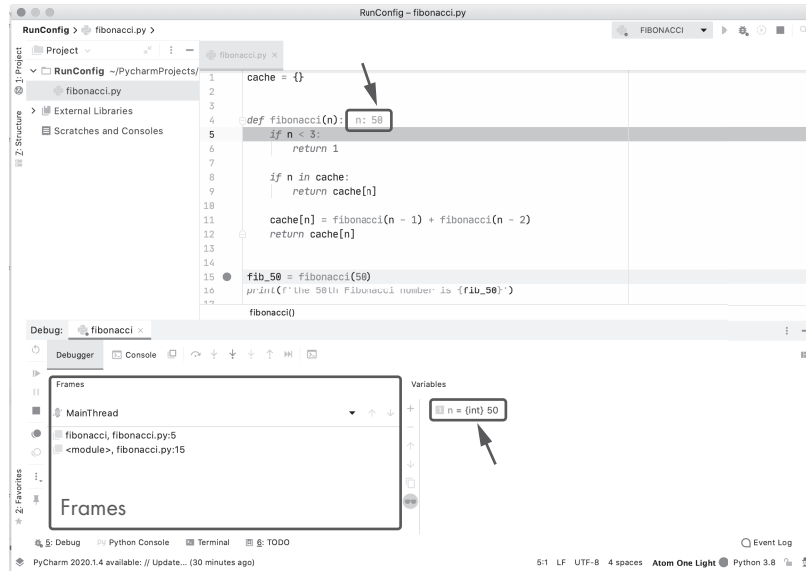 RunConfig – fibonacci.py
RunConfig > fibonacci.py >
FIBONACCI
1: Project
Project
fibonacci.py ×
RunConfig ~/PycharmProjects/
fibonacci.py
External Libraries
Scratches and Consoles
Z: Structure
1 cache = {}
2
3
4 def fibonacci(n): n: 50
5 if n < 3:
6 return 1
7
8 if n in cache:
9 return cache[n]
10
11 cache[n] = fibonacci(n - 1) + fibonacci(n - 2)
12 return cache[n]
13
14
15 fib_50 = fibonacci(50)
16 print(f'The 50th Fibonacci number is {fib_50}')
17
fibonacci()
Debug: fibonacci ×
Debugger
Console
Frames
Variables
MainThread
n = {int} 50
fibonacci, fibonacci.py:5
<module>, fibonacci.py:15
Frames
2: Favorites
5: Debug Python Console Terminal 6: TODO Event Log
PyCharm 2020.1.4 available: // Update... (30 minutes ago) 5:1 LF UTF-8 4 spaces Atom One Light Python 3.8